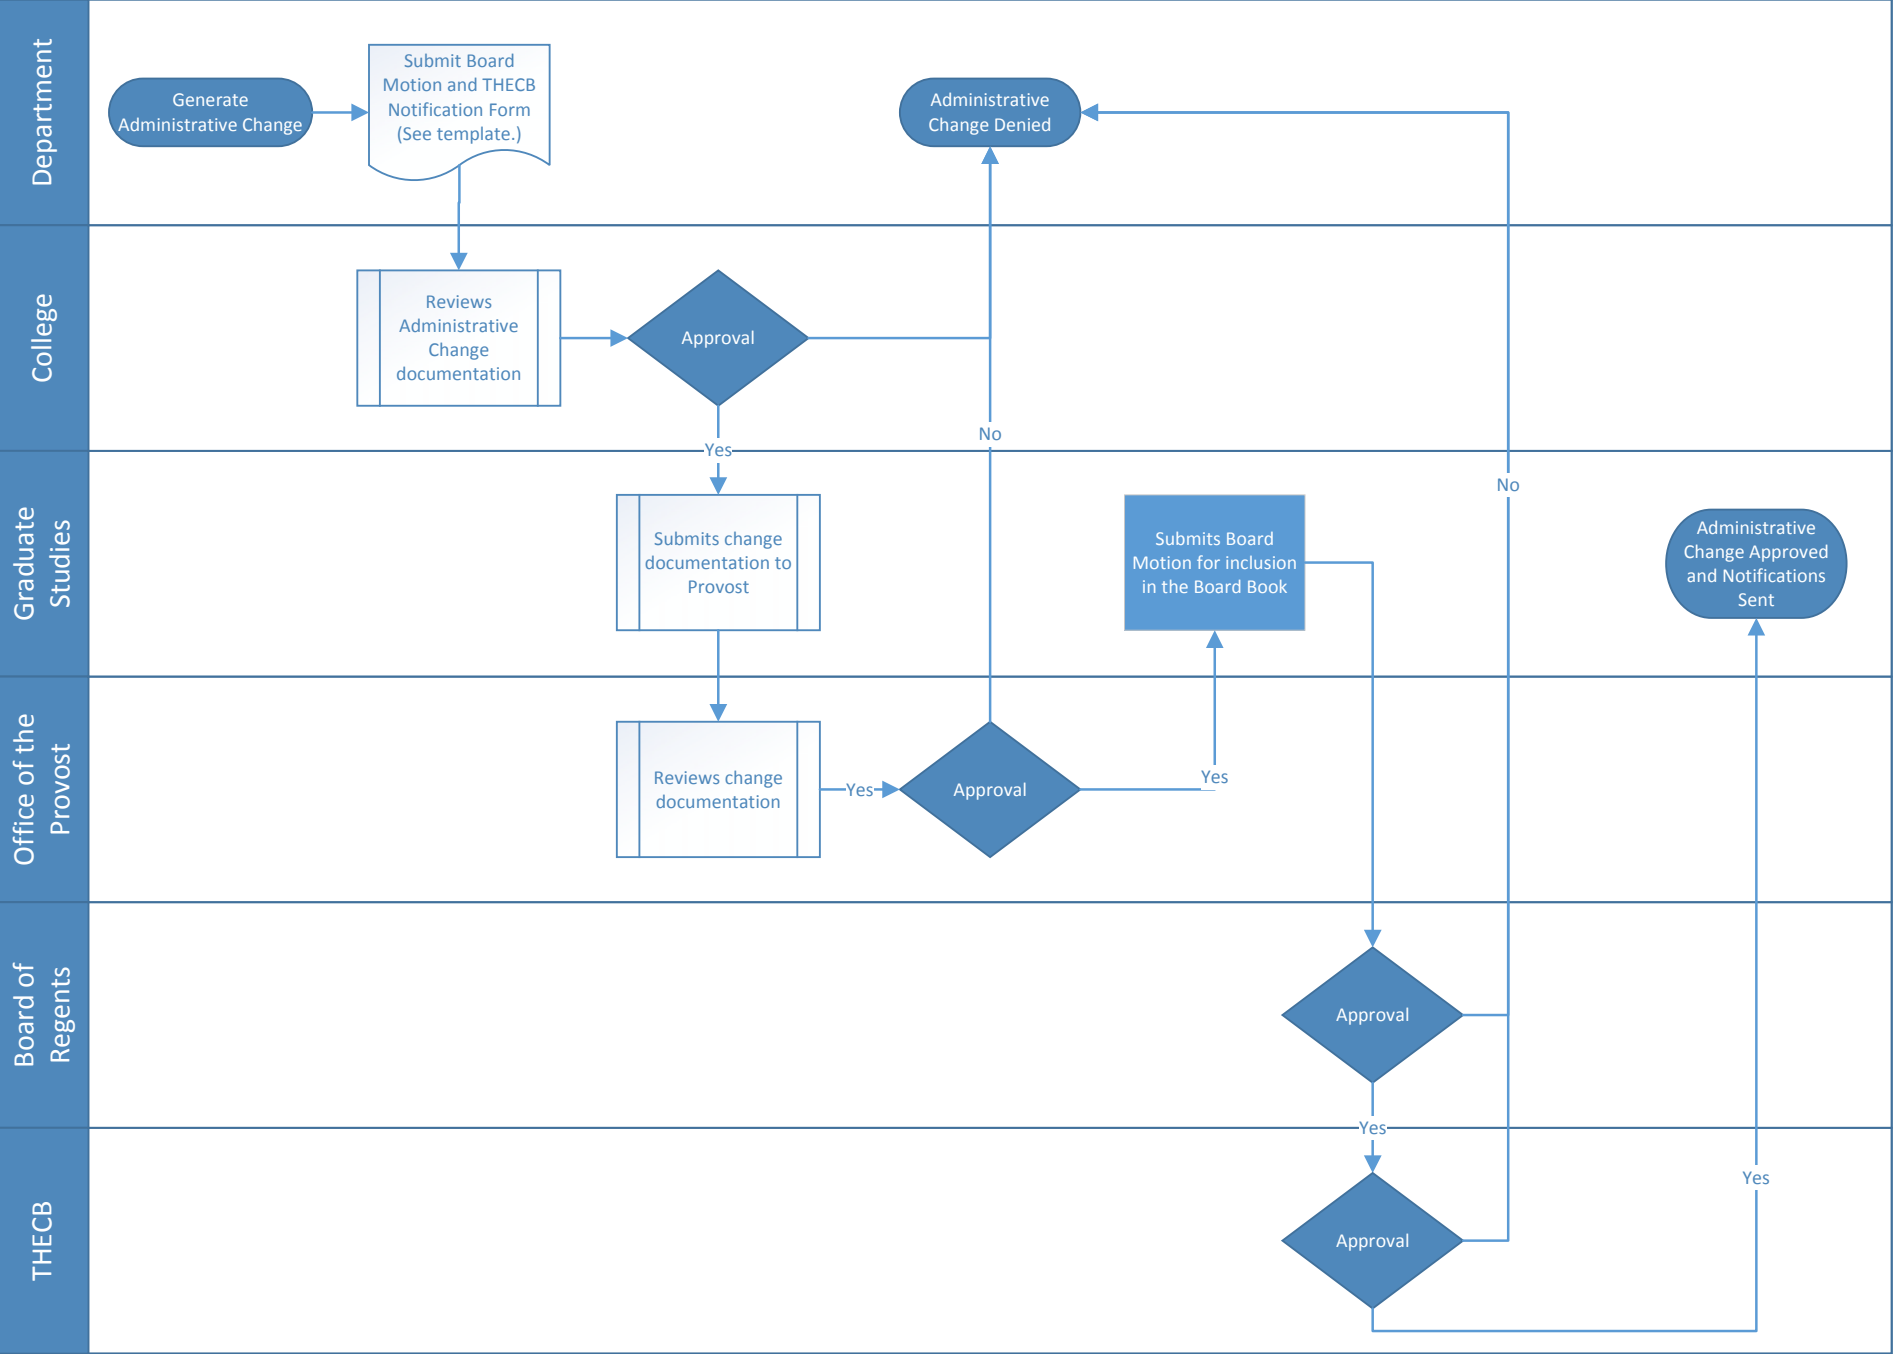 Department
Generate
Administrative Change
Submit Board
Motion and THECB
Notification Form
(See template.)
Administrative
Change Denied
College
Reviews
Administrative
Change
documentation
Approval
Yes
No
Graduate
Studies
Submits change
documentation to
Provost
Submits Board
Motion for inclusion
in the Board Book
No
Administrative
Change Approved
and Notifications
Sent
Office of the
Provost
Reviews change
documentation
Yes
Approval
Yes
Board of
Regents
Approval
Yes
THECB
Approval
Yes